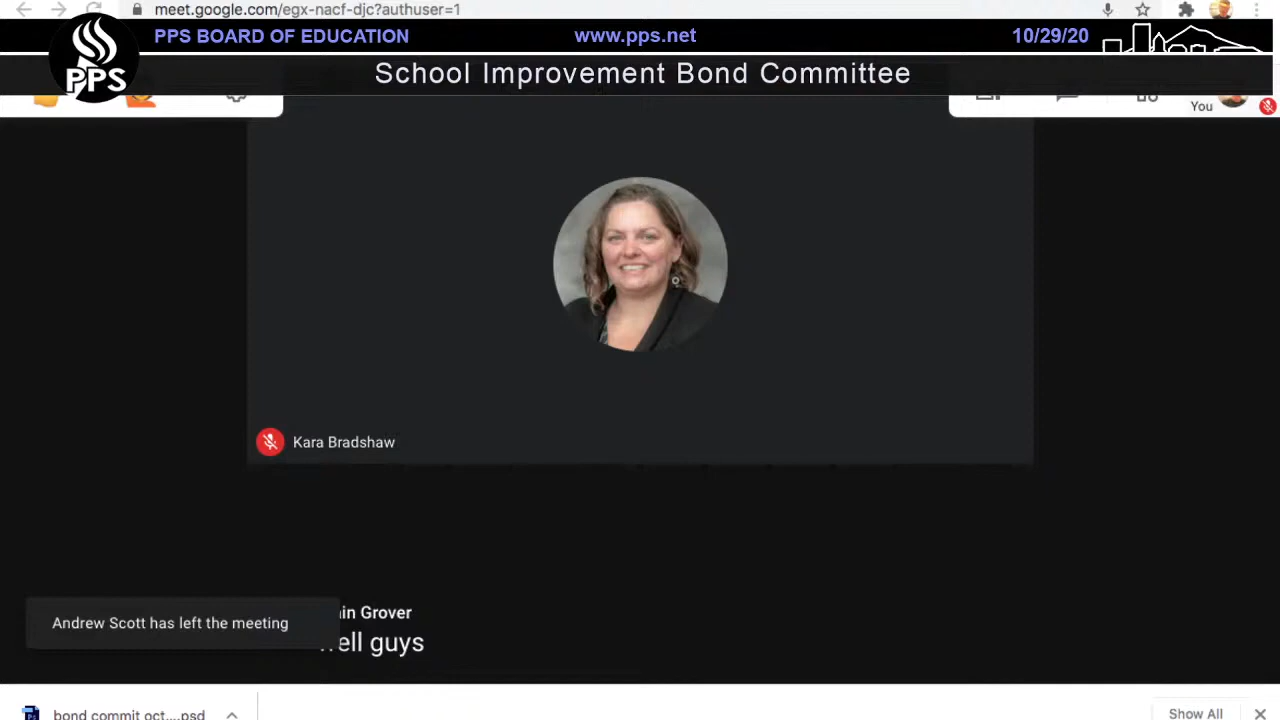 meet.google.com/egx-nacf-djc?authuser=1
PPS BOARD OF EDUCATION www.pps.net 10/29/20
PPS
School Improvement Bond Committee
You
Kara Bradshaw
Grover
Andrew Scott has left the meeting
guys
bond commit oct....psd
Show All